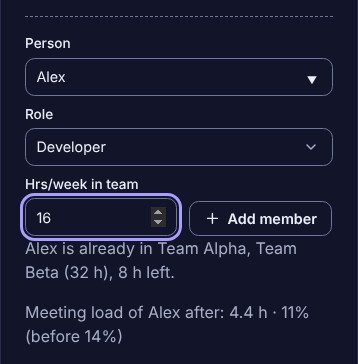 Person
Alex
Role
Developer
Hrs/week in team
16
+ Add member
Alex is already in Team Alpha, Team
Beta (32 h), 8 h left.
Meeting load of Alex after: 4.4 h · 11%
(before 14%)